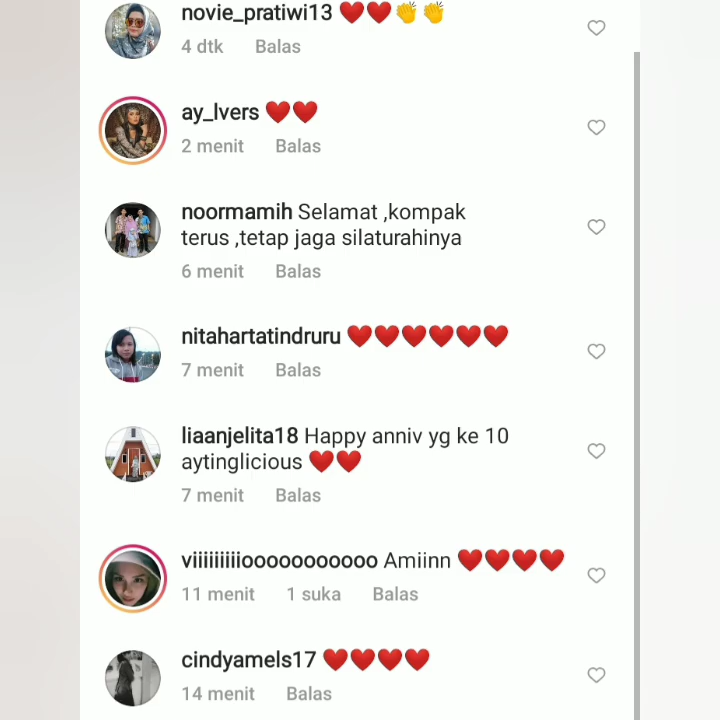 novie_pratiwi13 ❤️❤️👏👏
4 dtk Balas
ay_lvers ❤️❤️
2 menit Balas
noormamih Selamat ,kompak
terus ,tetap jaga silaturahinya
6 menit Balas
nitahartatindruru ❤️❤️❤️❤️❤️❤️
7 menit Balas
liaanjelita18 Happy anniv yg ke 10
aytinglicious ❤️❤️
7 menit Balas
viiiiiiiiiooooooooooo Amiinn ❤️❤️❤️❤️
11 menit 1 suka Balas
cindyamels17 ❤️❤️❤️❤️
14 menit Balas